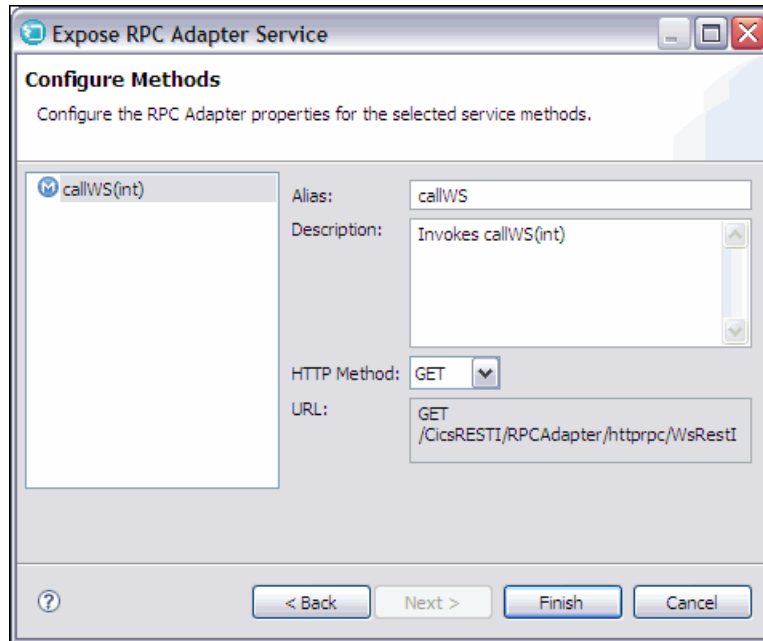 Expose RPC Adapter Service
Configure Methods
Configure the RPC Adapter properties for the selected service methods.
M callWS(int)
Alias: callWS
Description: Invokes callWS(int)
HTTP Method: GET
URL: GET
/CicsRESTI/RPCAdapter/httprpc/WsRestI
? < Back Next > Finish Cancel